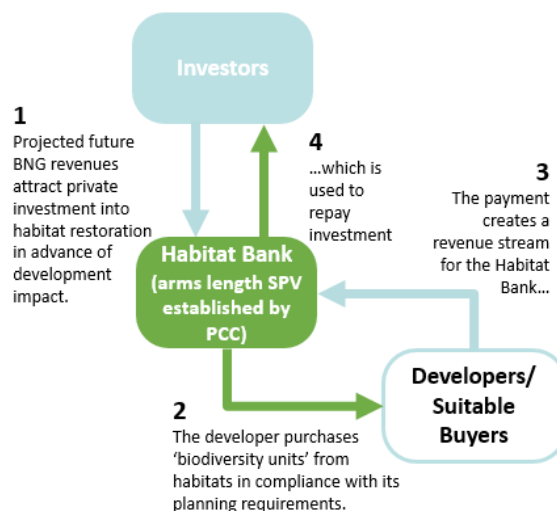 Investors
1
Projected future
BNG revenues
attract private
investment into
habitat restoration
in advance of
development
impact.
4
...which is
used to
repay
investment
3
The payment
creates a
revenue stream
for the Habitat
Bank...
Habitat Bank
(arms length SPV
established by
PCC)
Developers/
Suitable
Buyers
2
The developer purchases
‘biodiversity units’ from
habitats in compliance with its
planning requirements.